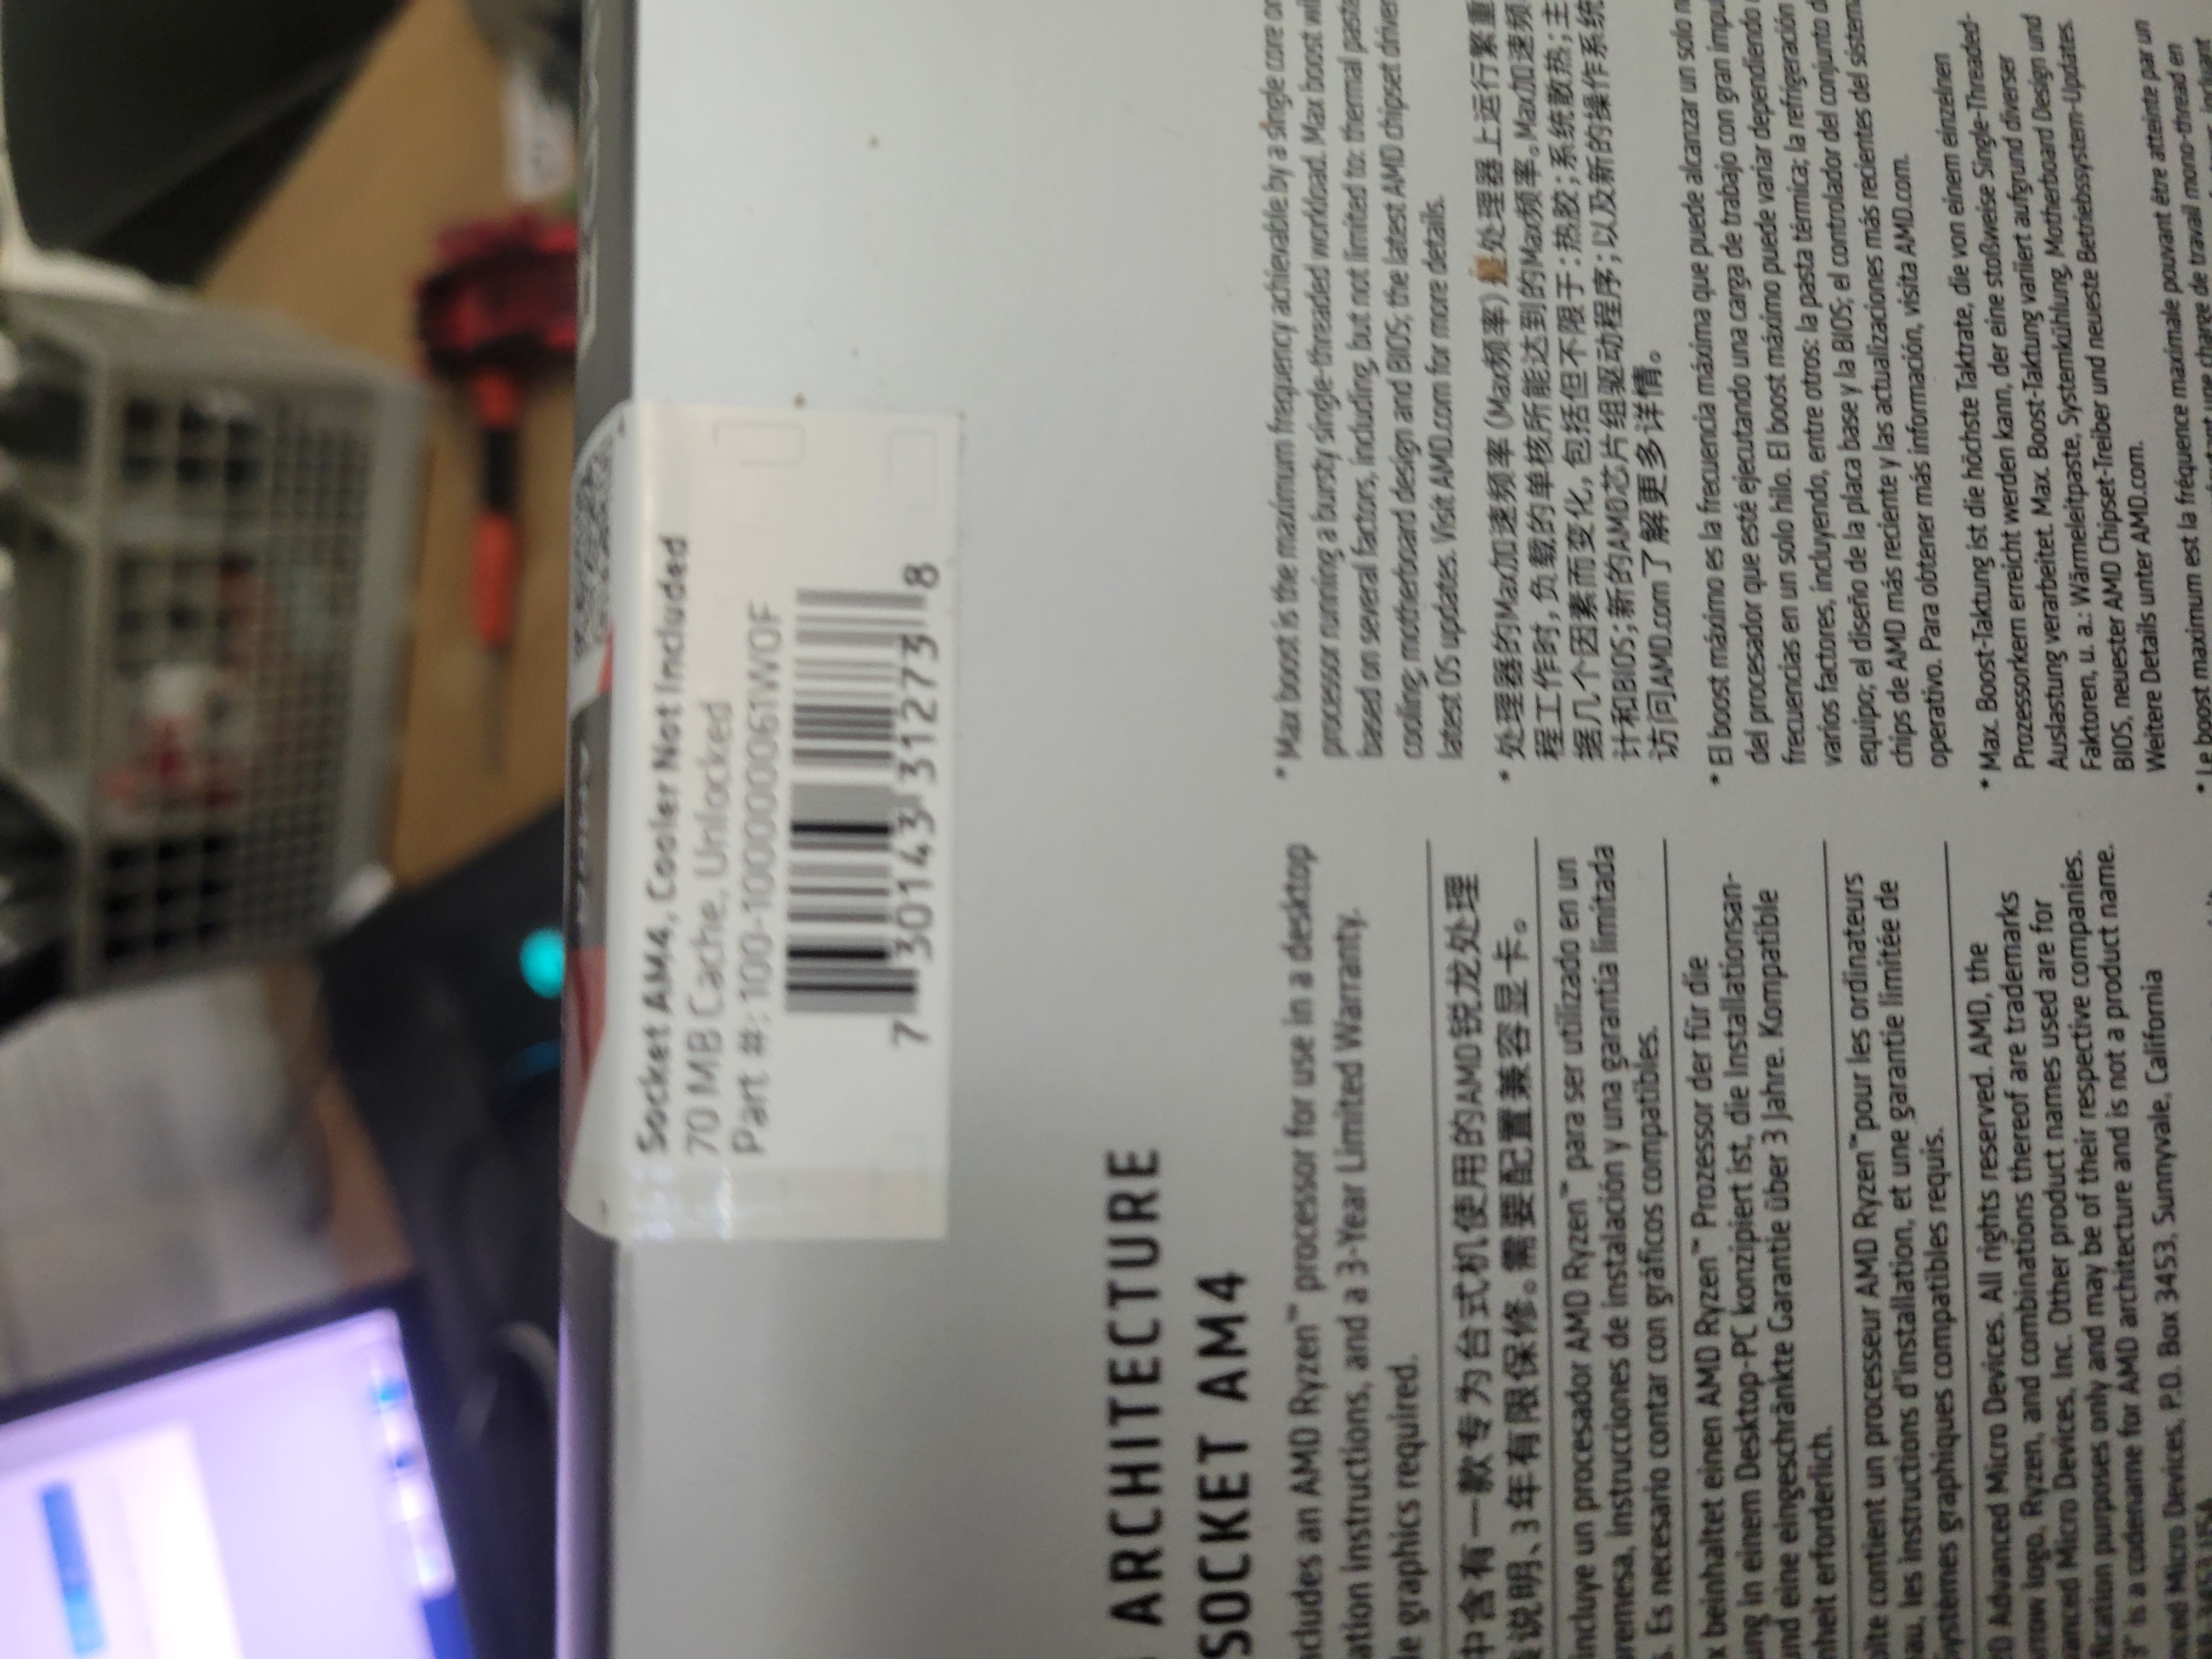 Socket AM4, Cooler Not Included
70 MB Cache, Unlocked
Part #: 100-100000061WOF
7 30143 31273 8
ARCHITECTURE
SOCKET AM4
an AMD Ryzen™ processor for use in a desktop
Instructions, and a 3-Year Limited Warranty.
graphics required.
中含有一款专为台式机使用的AMD锐龙处理
说明、3年有限保修。需要配置兼容显卡。
incluye un procesador AMD Ryzen™ para ser utilizado en un
Instrucciones de instalación y una garantía limitada
Es necesario contar con gráficos compatibles.
beinhaltet einen AMD Ryzen™ Prozessor der für die
in einem Desktop-PC konzipiert ist, die Installationsan-
und eine eingeschränkte Garantie über 3 Jahre. Kompatible
erforderlich.
contient un processeur AMD Ryzen™ pour les ordinateurs
les instructions d'installation, et une garantie limitée de
systèmes graphiques compatibles requis.
Advanced Micro Devices. All rights reserved. AMD, the
logo, Ryzen, and combinations thereof are trademarks
Micro Devices, Inc. Other product names used are for
purposes only and may be of their respective companies.
is a codename for AMD architecture and is not a product name.
Micro Devices, P.O. Box 3453, Sunnyvale, California
* Max boost is the maximum frequency achievable by a single core on
processor running a bursty single-threaded workload. Max boost
based on several factors, including, but not limited to: thermal paste
cooling; motherboard design and BIOS; the latest AMD chipset driver
latest OS updates. Visit AMD.com for more details.
* 处理器的Max加速频率 (Max频率) 是处理器上运行繁重
程工作时,负载的单核所能达到的Max频率。Max加速频
据几个因素而变化,包括但不限于:热胶;系统散热;主
计和BIOS;新的AMD芯片组驱动程序;以及新的操作系统
访问AMD.com了解更多详情。
* El boost máximo es la frecuencia máxima que puede alcanzar un solo
del procesador que esté ejecutando una carga de trabajo con gran
frecuencias en un solo hilo. El boost máximo puede variar dependiendo
varios factores, incluyendo, entre otros: la pasta térmica; la refrigeración
equipo; el diseño de la placa base y la BIOS; el controlador del conjunto
chips de AMD más reciente y las actualizaciones más recientes del
operativo. Para obtener más información, visita AMD.com.
* Max. Boost-Taktung ist die höchste Taktrate, die von einem einzelnen
Prozessorkern erreicht werden kann, der eine stoßweise Single-Threaded-
Auslastung verarbeitet. Max. Boost-Taktung variiert aufgrund diverser
Faktoren, u. a.: Wärmeleitpaste, Systemkühlung, Motherboard Design und
BIOS, neuester AMD Chipset-Treiber und neueste Betriebssystem-Updates.
Weitere Details unter AMD.com.
* Le boost maximum est la fréquence maximale pouvant être atteinte par un
charge de travail mono-thread en